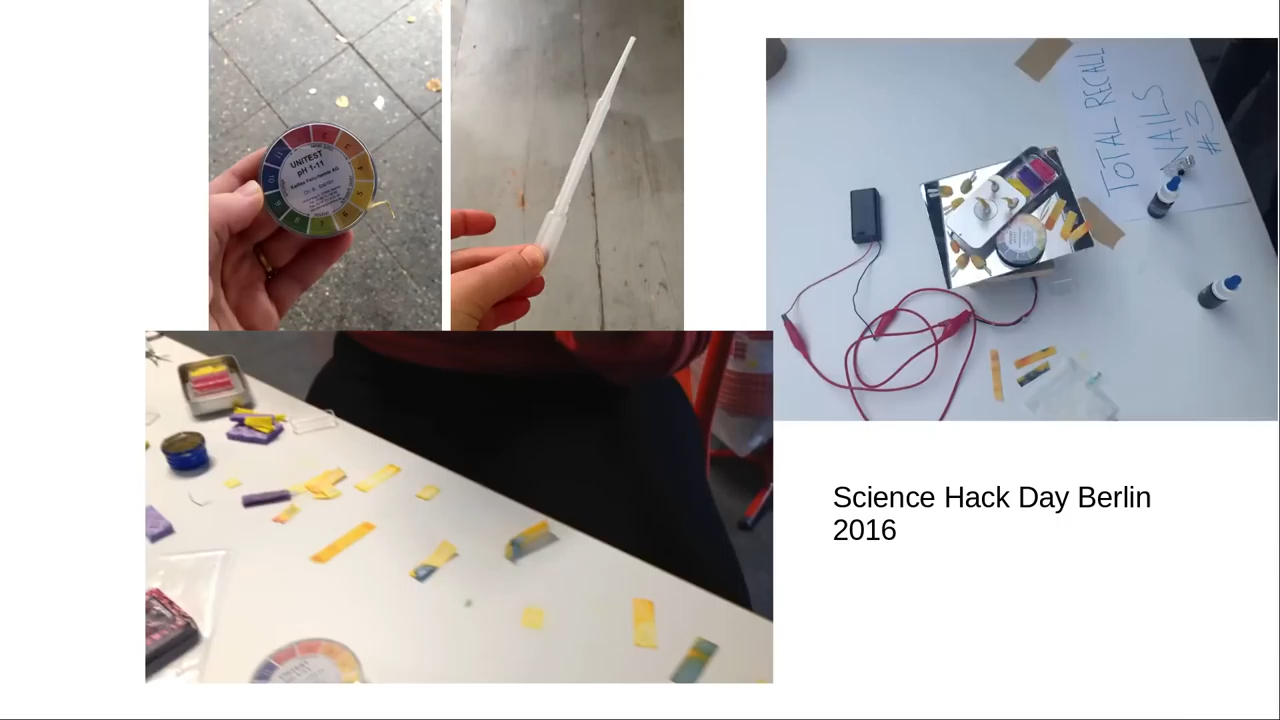 UNITEST
pH 1-11
TOTAL RECALL
NAILS
#3
Science Hack Day Berlin
2016